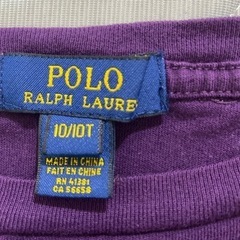 POLO
RALPH LAURE
10/10T
MADE IN CHINA
FAIT EN CHINE
RN 41381
CA 56658